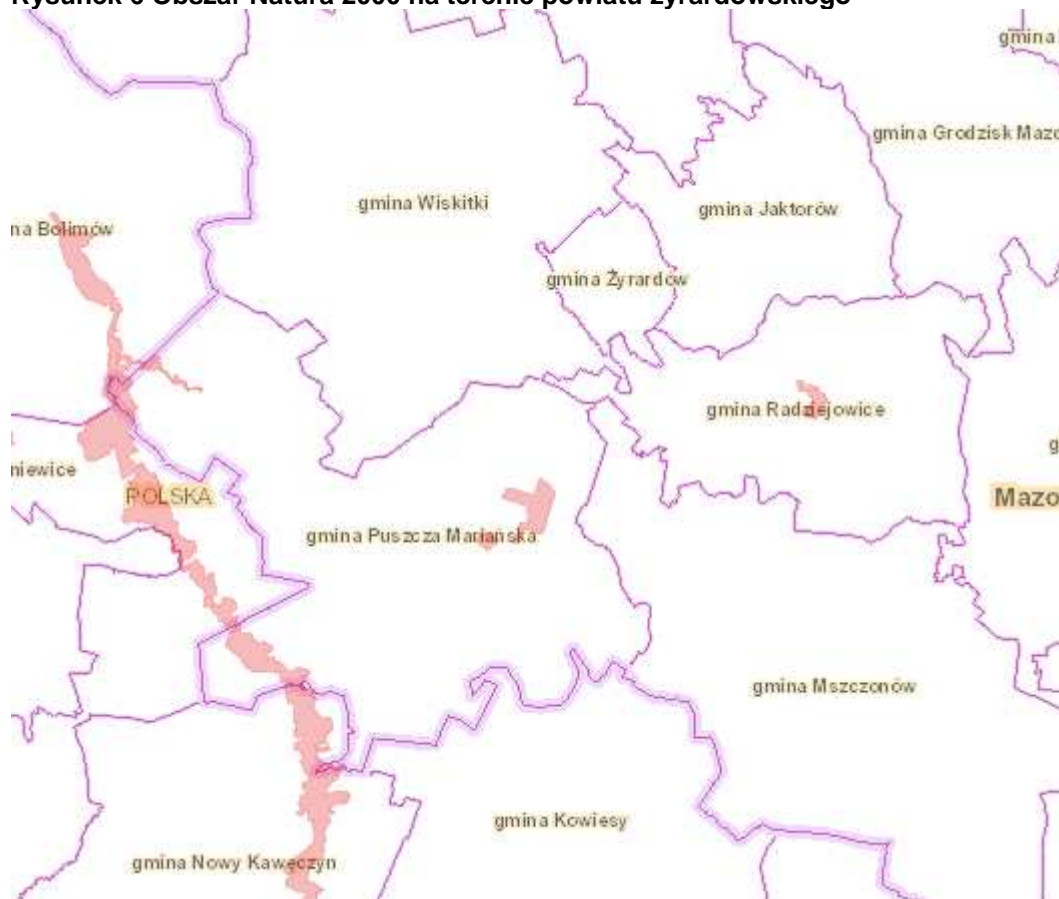 Rysunek 6 Obszar Natura 2000 na terenie powiatu żyrardowskiego
gmina
gmina Grodzisk Mazo
gmina Wiskitki
gmina Jaktorów
na Bolimów
gmina Żyrardów
gmina Radziejowice
g
niewice
POLSKA
Mazo
gmina Puszcza Mariańska
gmina Mszczonów
gmina Kowiesy
gmina Nowy Kawęczyn